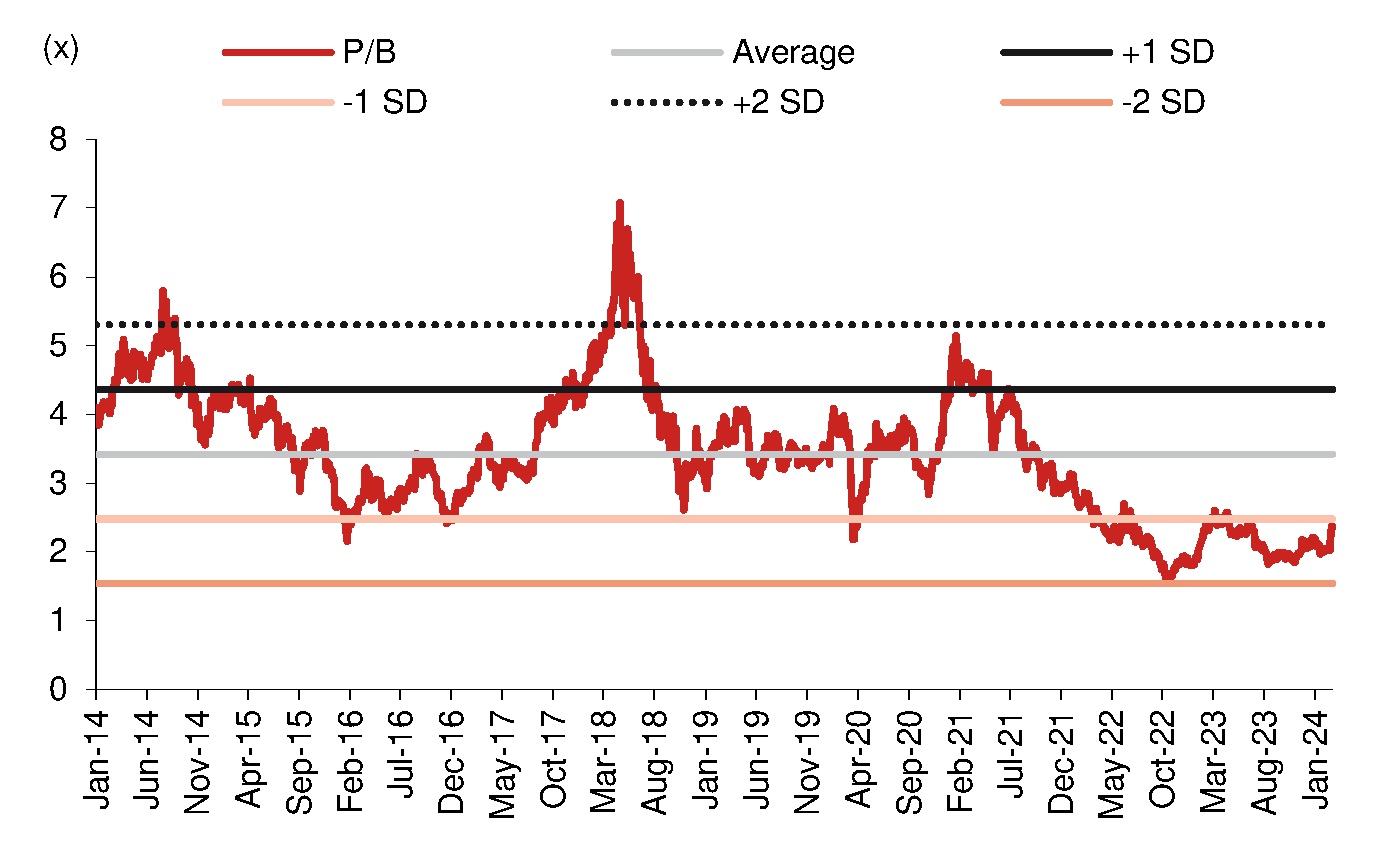 (x)
P/B Average +1 SD
-1 SD +2 SD -2 SD
8
7
6
5
4
3
2
1
0
Jan-14 Jun-14 Nov-14 Apr-15 Sep-15 Feb-16 Jul-16 Dec-16 May-17 Oct-17 Mar-18 Aug-18 Jan-19 Jun-19 Nov-19 Apr-20 Sep-20 Feb-21 Jul-21 Dec-21 May-22 Oct-22 Mar-23 Aug-23 Jan-24